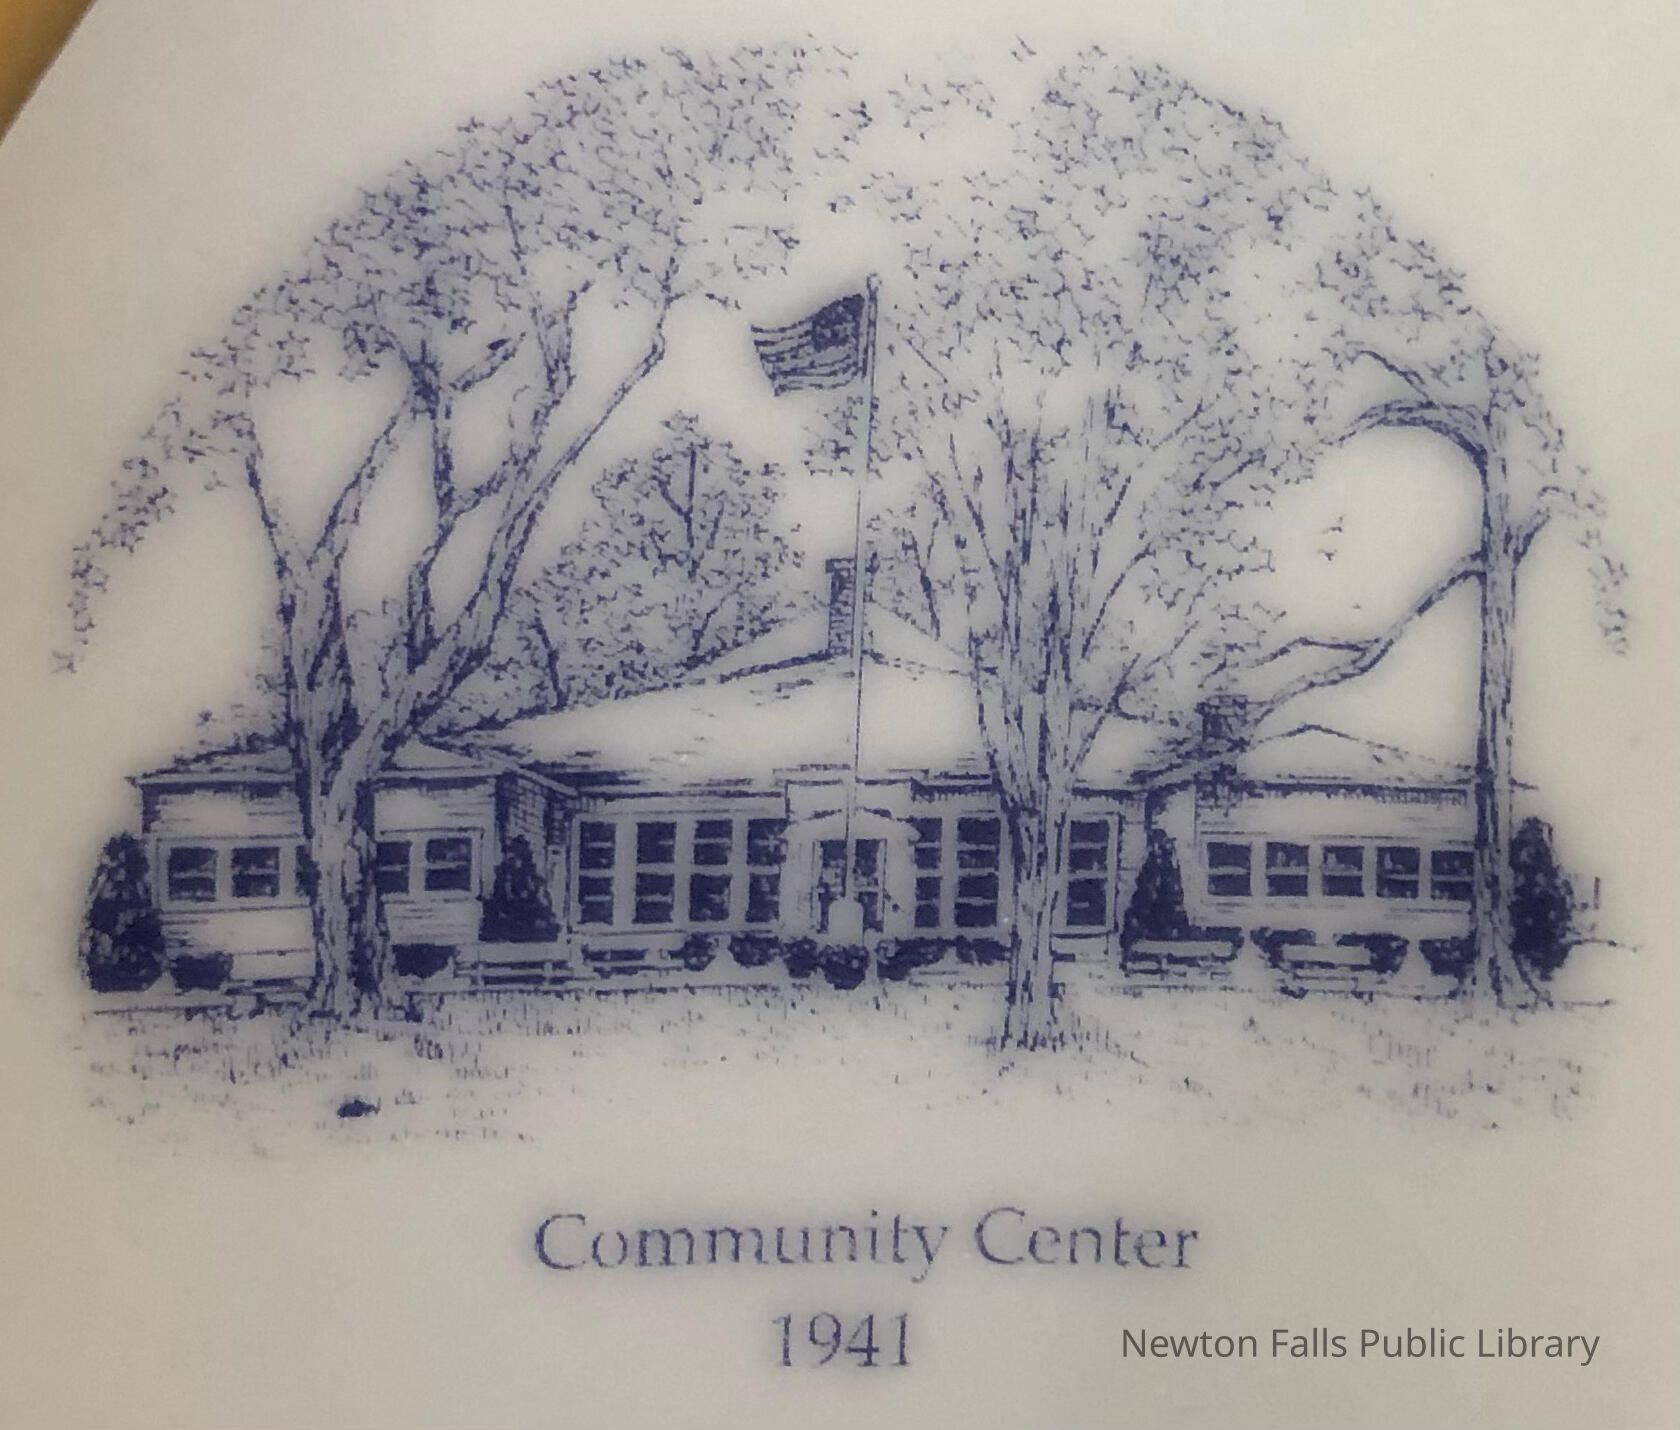 Community Center
1941
Newton Falls Public Library